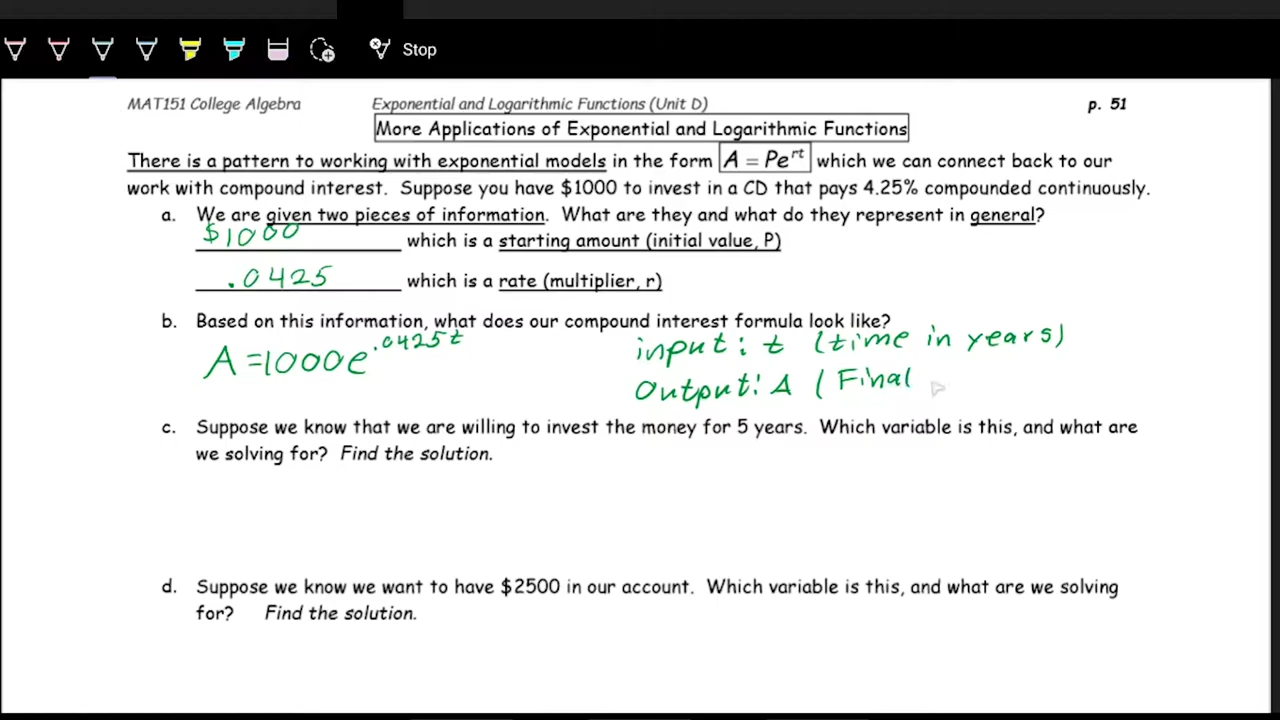 Stop
MAT151 College Algebra Exponential and Logarithmic Functions (Unit D) p. 51
More Applications of Exponential and Logarithmic Functions
There is a pattern to working with exponential models in the form A = Pe^rt which we can connect back to our
work with compound interest. Suppose you have $1000 to invest in a CD that pays 4.25% compounded continuously.
a. We are given two pieces of information. What are they and what do they represent in general?
$1000 which is a starting amount (initial value, P)
.0425 which is a rate (multiplier, r)
b. Based on this information, what does our compound interest formula look like?
A=1000e^.0425t input: t (time in years)
Output: A (Final
c. Suppose we know that we are willing to invest the money for 5 years. Which variable is this, and what are
we solving for? Find the solution.
d. Suppose we know we want to have $2500 in our account. Which variable is this, and what are we solving
for? Find the solution.